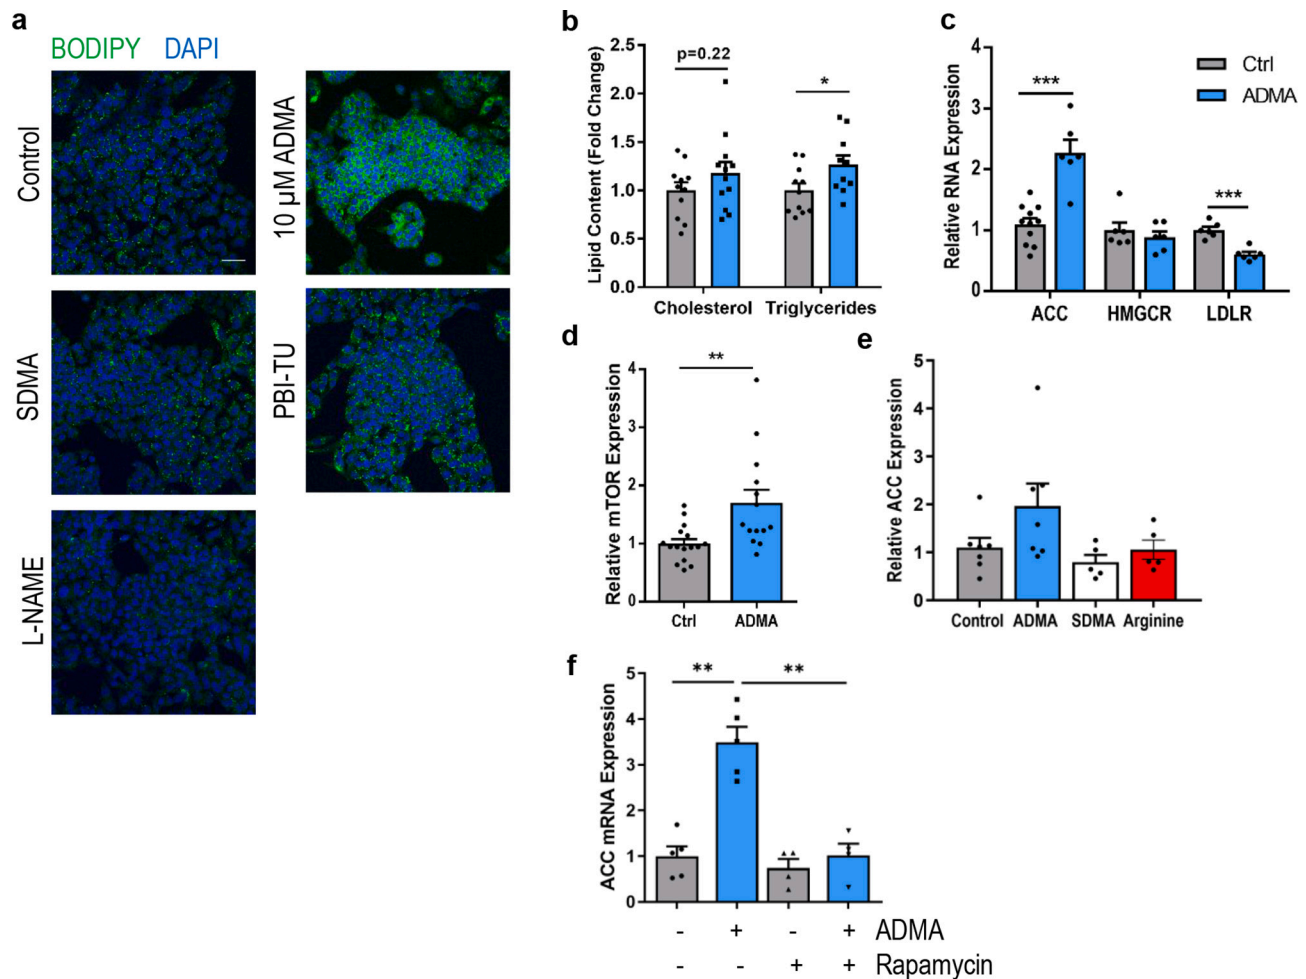 a
BODIPY DAPI
Control
10 µM ADMA
SDMA
PBI-TU
L-NAME
b
Lipid Content (Fold Change)
2.5
2.0
1.5
1.0
0.5
0.0
p=0.22
*
Cholesterol Triglycerides
c
Relative RNA Expression
4
3
2
1
0
***
***
Ctrl
ADMA
ACC HMGCR LDLR
d
Relative mTOR Expression
4
3
2
1
0
**
Ctrl ADMA
e
Relative ACC Expression
5
4
3
2
1
0
Control ADMA SDMA Arginine
f
ACC mRNA Expression
5
4
3
2
1
0
** **
- + - + ADMA
- - + + Rapamycin